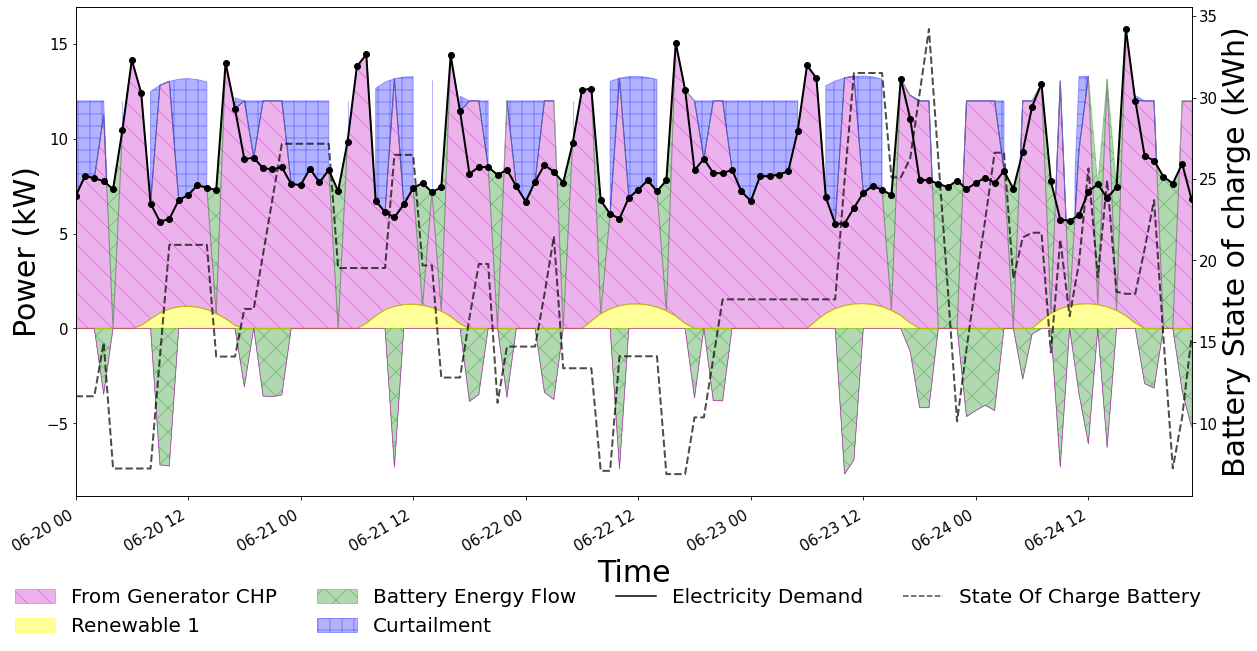 Power (kW)
15
10
5
0
−5
35
30
25
20
15
10
Battery State of charge (kWh)
06-20 00
06-20 12
06-21 00
06-21 12
06-22 00
06-22 12
06-23 00
06-23 12
06-24 00
06-24 12
Time
From Generator CHP
Battery Energy Flow
Electricity Demand
State Of Charge Battery
Renewable 1
Curtailment